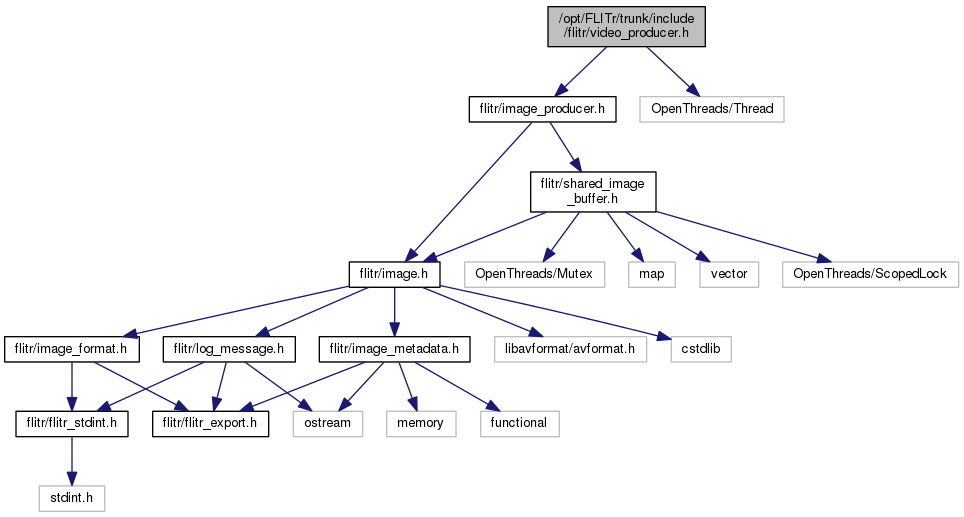 /opt/FLITr/trunk/include
/flitr/video_producer.h
flitr/image_producer.h
OpenThreads/Thread
flitr/shared_image
_buffer.h
flitr/image.h
OpenThreads/Mutex
map
vector
OpenThreads/ScopedLock
flitr/image_format.h
flitr/log_message.h
flitr/image_metadata.h
libavformat/avformat.h
cstdlib
flitr/flitr_stdint.h
flitr/flitr_export.h
ostream
memory
functional
stdint.h